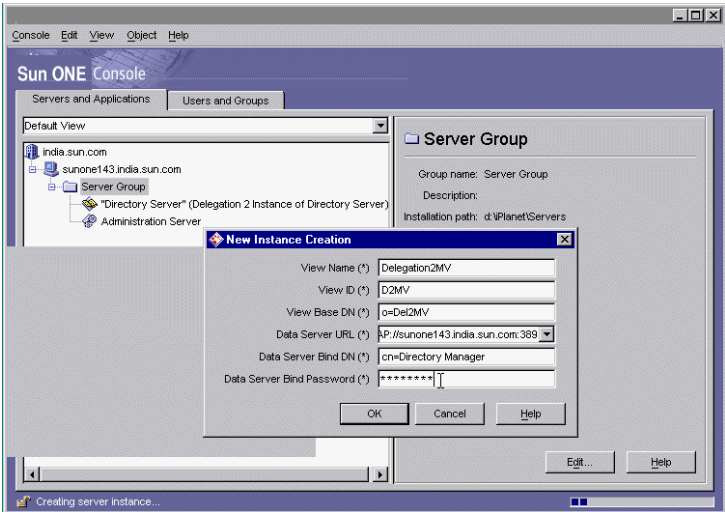 Console Edit View Object Help
Sun ONE Console
Servers and Applications Users and Groups
Default View
india.sun.com
sunone143.india.sun.com
Server Group
"Directory Server" (Delegation 2 Instance of Directory Server)
Administration Server
Server Group
Group name: Server Group
Description:
Installation path: d:\iPlanet\Servers
New Instance Creation
View Name (*) Delegation2MV
View ID (*) D2MV
View Base DN (*) o=Del2MV
Data Server URL (*) AP://sunone143.india.sun.com:389
Data Server Bind DN (*) cn=Directory Manager
Data Server Bind Password (*) ********
OK Cancel Help
Edit... Help
Creating server instance...